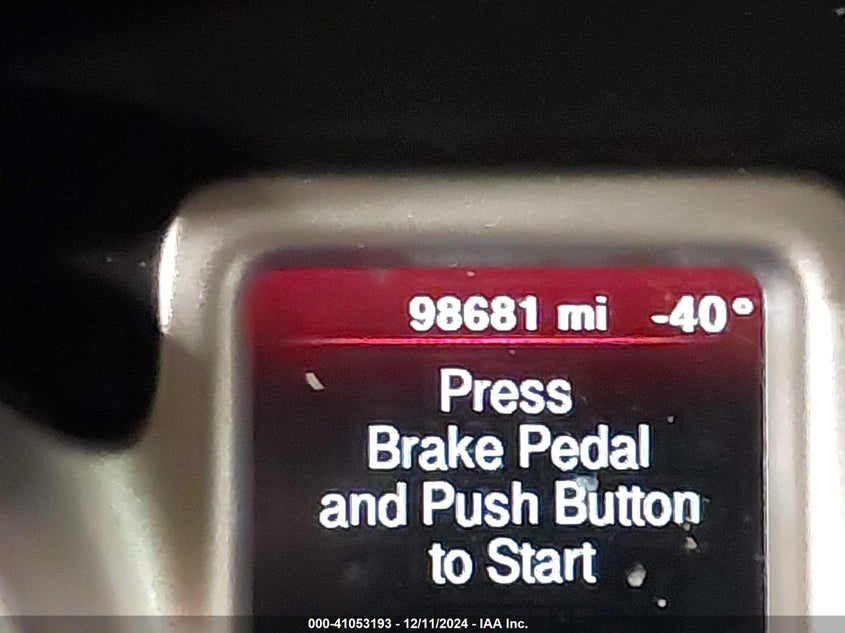 98681 mi -40°
Press
Brake Pedal
and Push Button
to Start
000-41053193 - 12/11/2024 - IAA Inc.